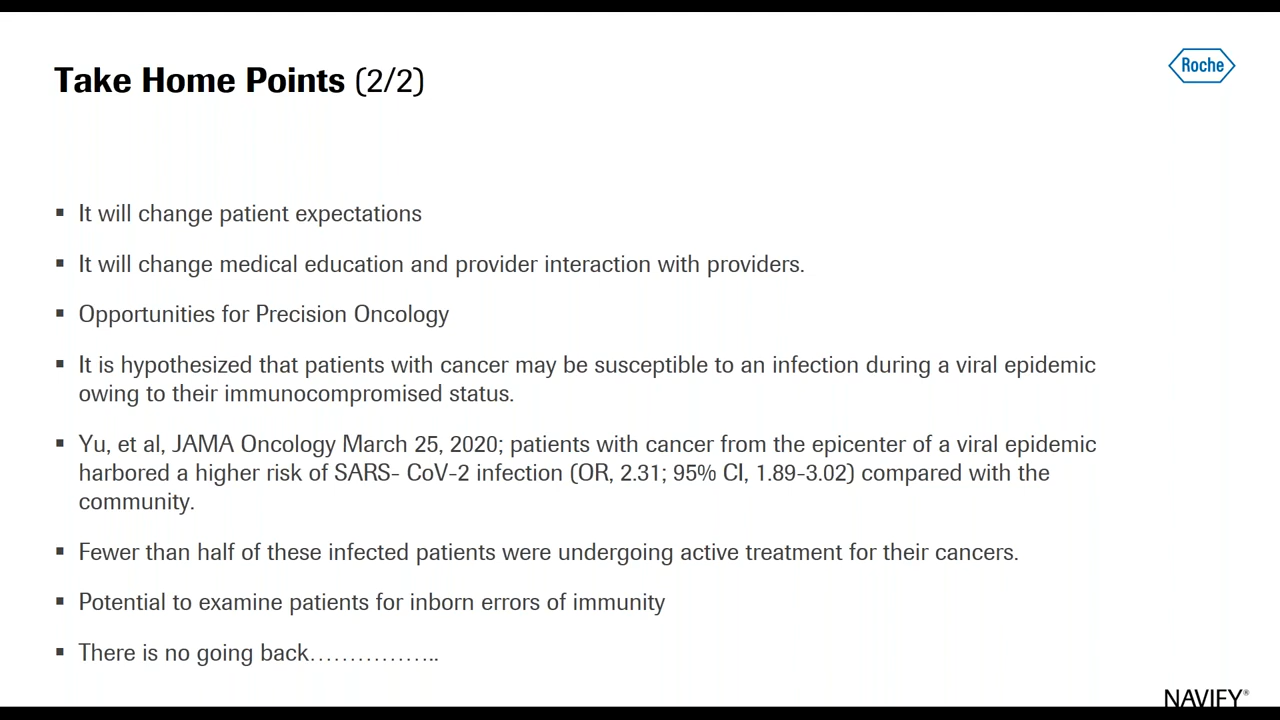 Take Home Points (2/2)
Roche
▪ It will change patient expectations
▪ It will change medical education and provider interaction with providers.
▪ Opportunities for Precision Oncology
▪ It is hypothesized that patients with cancer may be susceptible to an infection during a viral epidemic
owing to their immunocompromised status.
▪ Yu, et al, JAMA Oncology March 25, 2020; patients with cancer from the epicenter of a viral epidemic
harbored a higher risk of SARS- CoV-2 infection (OR, 2.31; 95% CI, 1.89-3.02) compared with the
community.
▪ Fewer than half of these infected patients were undergoing active treatment for their cancers.
▪ Potential to examine patients for inborn errors of immunity
▪ There is no going back……………..
NAVIFY®